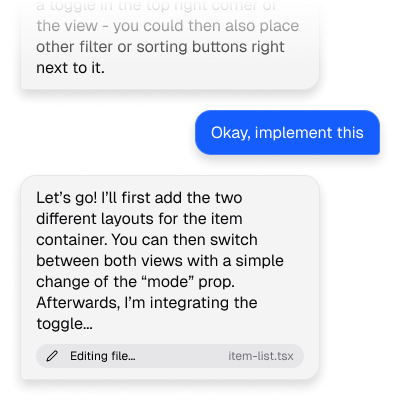 a toggle in the top right corner of
the view - you could then also place
other filter or sorting buttons right
next to it.
Okay, implement this
Let’s go! I’ll first add the two
different layouts for the item
container. You can then switch
between both views with a simple
change of the “mode” prop.
Afterwards, I’m integrating the
toggle…
Editing file… item-list.tsx